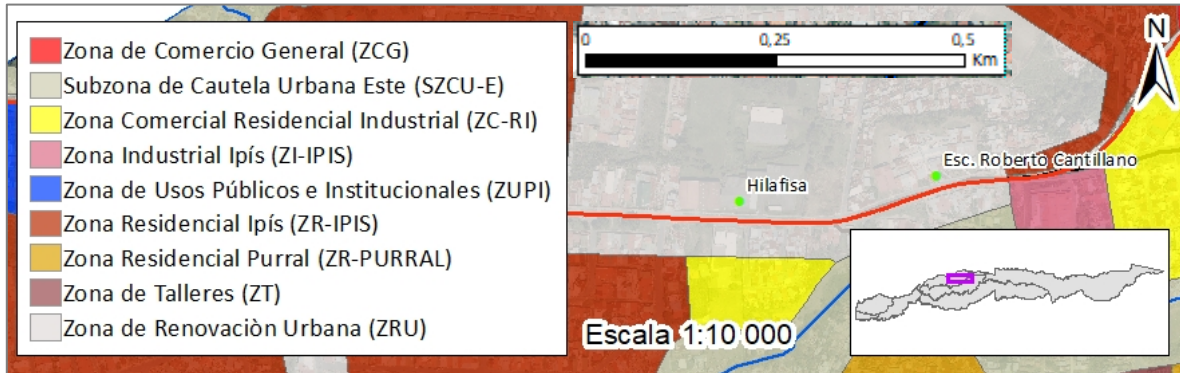 Zona de Comercio General (ZCG)
Subzona de Cautela Urbana Este (SZCU-E)
Zona Comercial Residencial Industrial (ZC-RI)
Zona Industrial Ipís (ZI-IPIS)
Zona de Usos Públicos e Institucionales (ZUPI)
Zona Residencial Ipís (ZR-IPIS)
Zona Residencial Purral (ZR-PURRAL)
Zona de Talleres (ZT)
Zona de Renovaciòn Urbana (ZRU)
0 0,25 0,5
Km
N
Esc. Roberto Cantillano
Hilafisa
Escala 1:10 000